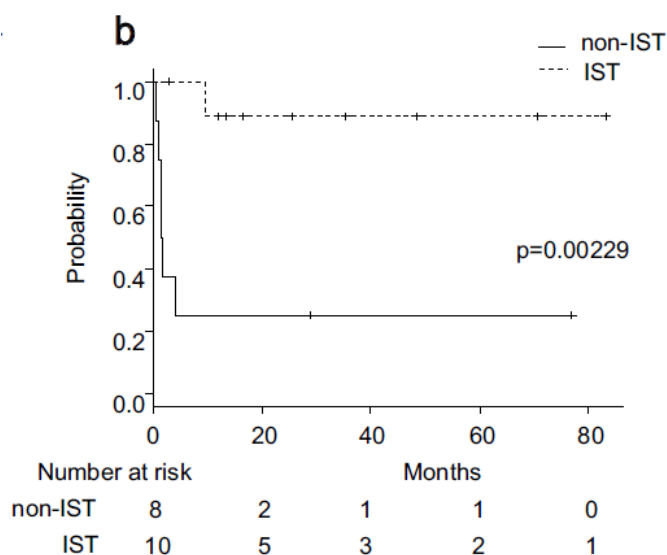 b
non-IST
IST
1.0
0.8
0.6
0.4
0.2
0.0
Probability
p=0.00229
0 20 40 60 80
Number at risk Months
non-IST 8 2 1 1 0
IST 10 5 3 2 1